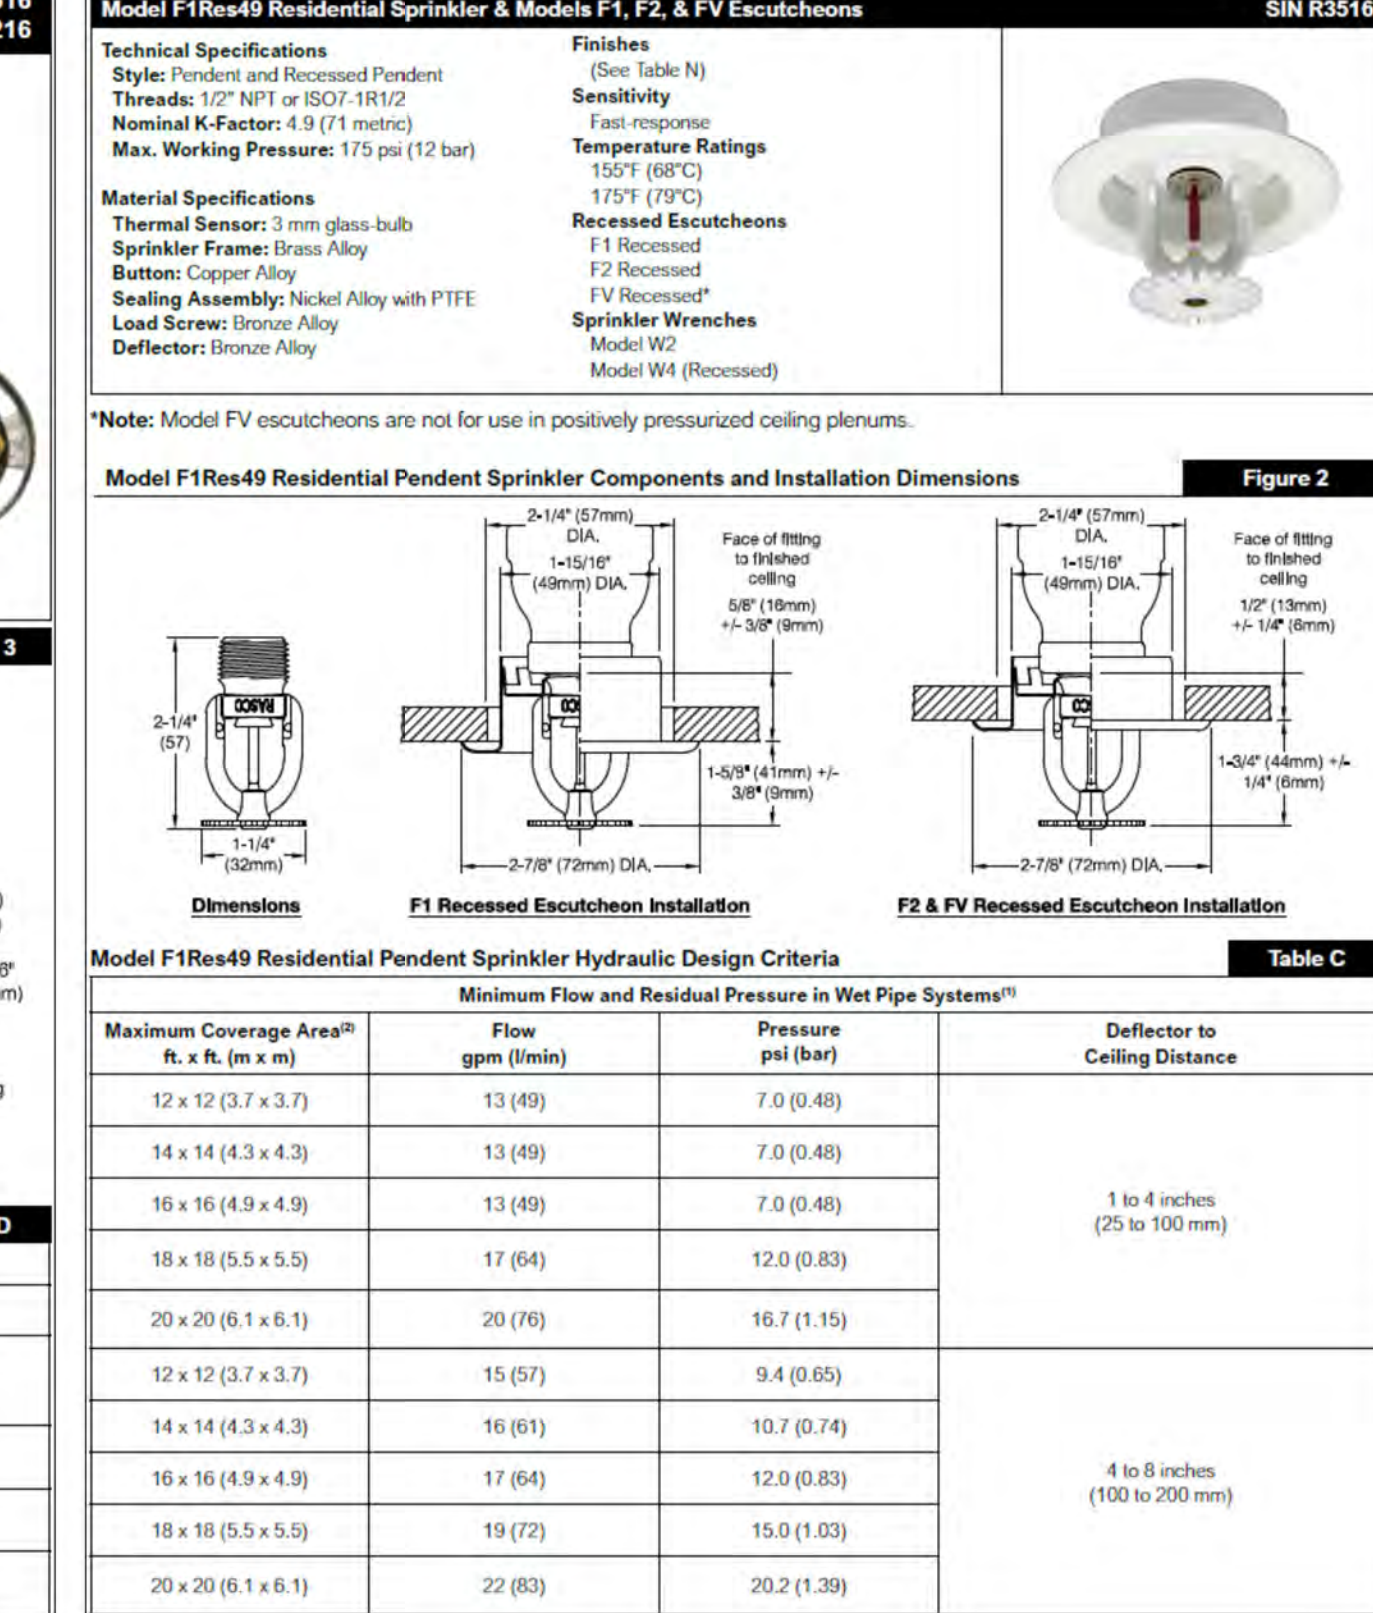 216
3
)
)
6"
m)
g
D
Model F1Res49 Residential Sprinkler & Models F1, F2, & FV Escutcheons SIN R3516
Technical Specifications
Style: Pendent and Recessed Pendent
Threads: 1/2" NPT or ISO7-1R1/2
Nominal K-Factor: 4.9 (71 metric)
Max. Working Pressure: 175 psi (12 bar)
Material Specifications
Thermal Sensor: 3 mm glass-bulb
Sprinkler Frame: Brass Alloy
Button: Copper Alloy
Sealing Assembly: Nickel Alloy with PTFE
Load Screw: Bronze Alloy
Deflector: Bronze Alloy
Finishes
(See Table N)
Sensitivity
Fast-response
Temperature Ratings
155°F (68°C)
175°F (79°C)
Recessed Escutcheons
F1 Recessed
F2 Recessed
FV Recessed*
Sprinkler Wrenches
Model W2
Model W4 (Recessed)
*Note: Model FV escutcheons are not for use in positively pressurized ceiling plenums.
Model F1Res49 Residential Pendent Sprinkler Components and Installation Dimensions Figure 2
2-1/4"
(57)
RASCO
1-1/4"
(32mm)
Dimensions
2-1/4" (57mm)
DIA.
1-15/16"
(49mm) DIA.
Face of fitting
to finished
ceiling
5/8" (16mm)
+/- 3/8" (9mm)
CO
1-5/8" (41mm) +/-
3/8" (9mm)
2-7/8" (72mm) DIA.
F1 Recessed Escutcheon Installation
2-1/4" (57mm)
DIA.
1-15/16"
(49mm) DIA.
Face of fitting
to finished
ceiling
1/2" (13mm)
+/- 1/4" (6mm)
CO
1-3/4" (44mm) +/-
1/4" (6mm)
2-7/8" (72mm) DIA.
F2 & FV Recessed Escutcheon Installation
Model F1Res49 Residential Pendent Sprinkler Hydraulic Design Criteria Table C
Minimum Flow and Residual Pressure in Wet Pipe Systems(1)
Maximum Coverage Area(2) Flow Pressure Deflector to
ft. x ft. (m x m) gpm (l/min) psi (bar) Ceiling Distance
12 x 12 (3.7 x 3.7) 13 (49) 7.0 (0.48)
14 x 14 (4.3 x 4.3) 13 (49) 7.0 (0.48)
16 x 16 (4.9 x 4.9) 13 (49) 7.0 (0.48)
1 to 4 inches
(25 to 100 mm)
18 x 18 (5.5 x 5.5) 17 (64) 12.0 (0.83)
20 x 20 (6.1 x 6.1) 20 (76) 16.7 (1.15)
12 x 12 (3.7 x 3.7) 15 (57) 9.4 (0.65)
14 x 14 (4.3 x 4.3) 16 (61) 10.7 (0.74)
16 x 16 (4.9 x 4.9) 17 (64) 12.0 (0.83)
4 to 8 inches
(100 to 200 mm)
18 x 18 (5.5 x 5.5) 19 (72) 15.0 (1.03)
20 x 20 (6.1 x 6.1) 22 (83) 20.2 (1.39)